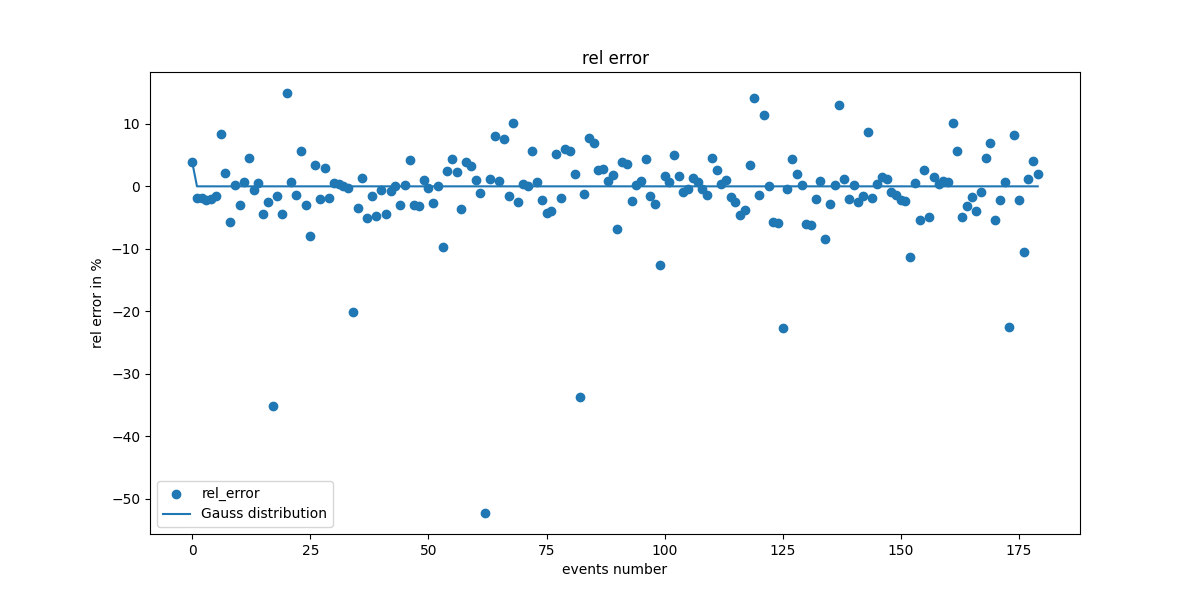 rel error
10
0
−10
−20
−30
−40
−50
rel error in %
rel_error
Gauss distribution
0 25 50 75 100 125 150 175
events number